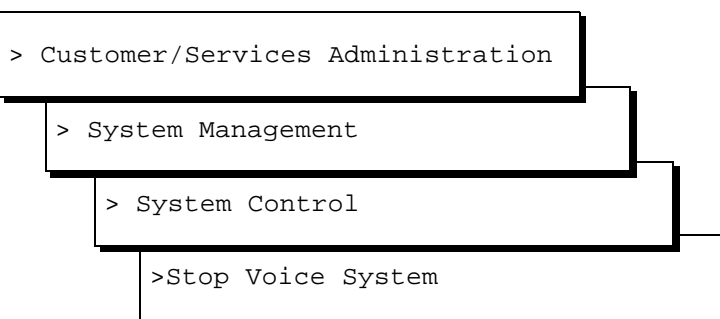 > Customer/Services Administration
> System Management
> System Control
>Stop Voice System